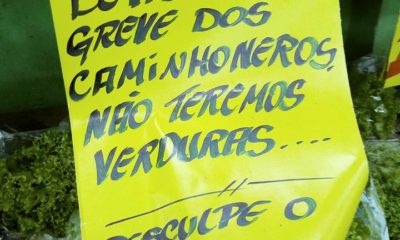 GREVE DOS
CAMINHONEROS,
NÃO TEREMOS
VERDURAS....
DESCULPE O